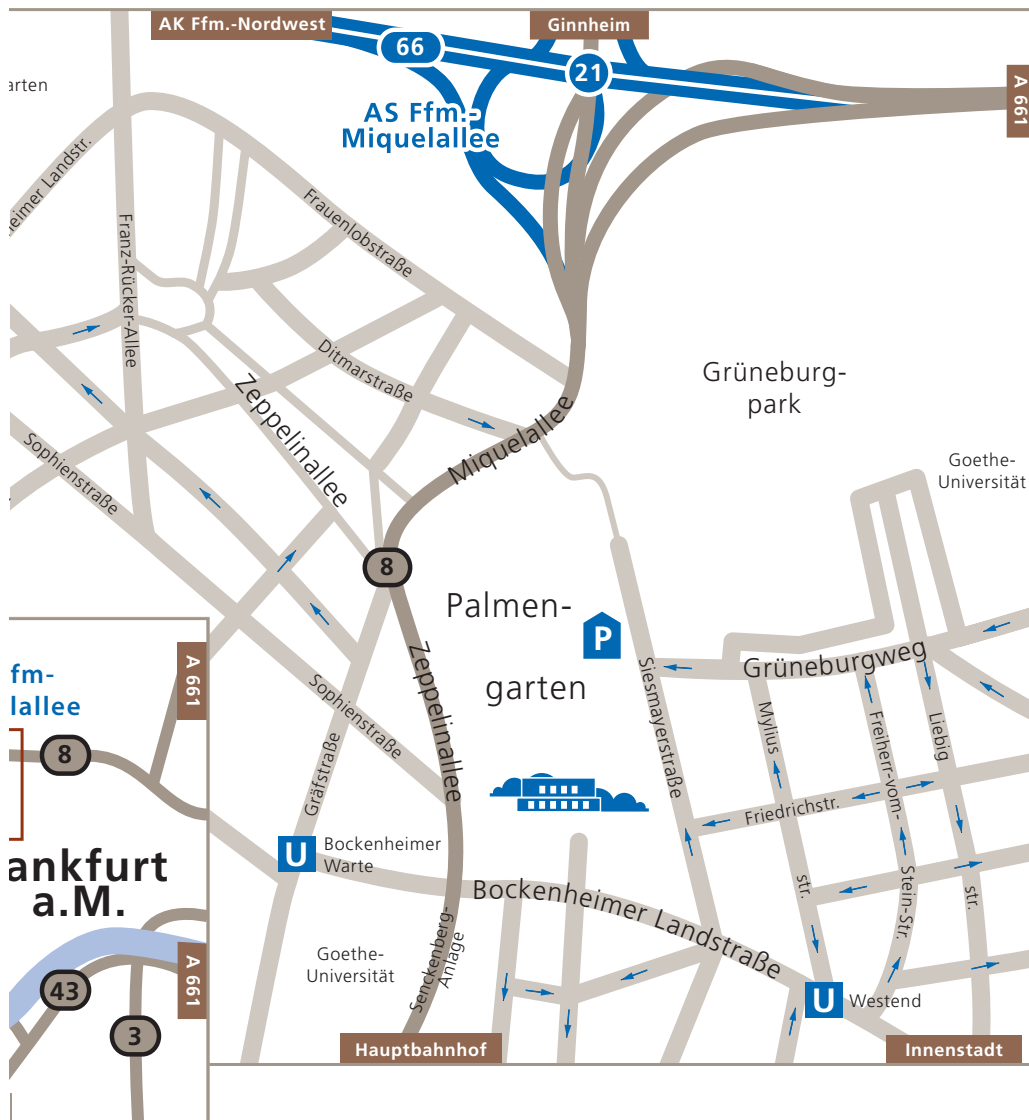 AK Ffm.-Nordwest
Ginnheim
66
21
A 661
arten
AS Ffm.-
Miquelallee
heimer Landstr.
Franz-Rücker-Allee
Frauenlobstraße
Ditmarstraße
Zeppelinallee
Miquelallee
Grüneburg-
park
Sophienstraße
Goethe-
Universität
8
Palmen-
garten
P
Grüneburgweg
A 661
ffm-
lallee
8
Sophienstraße
Zeppelinallee
Siesmayerstraße
Mylius
str.
Freiherr-vom-
Stein-Str.
Liebig
str.
Gräfstraße
Friedrichstr.
U
Bockenheimer
Warte
ankfurt
a.M.
Bockenheimer Landstraße
Senckenberg-
Anlage
Goethe-
Universität
A 661
43
3
U
Westend
Hauptbahnhof
Innenstadt